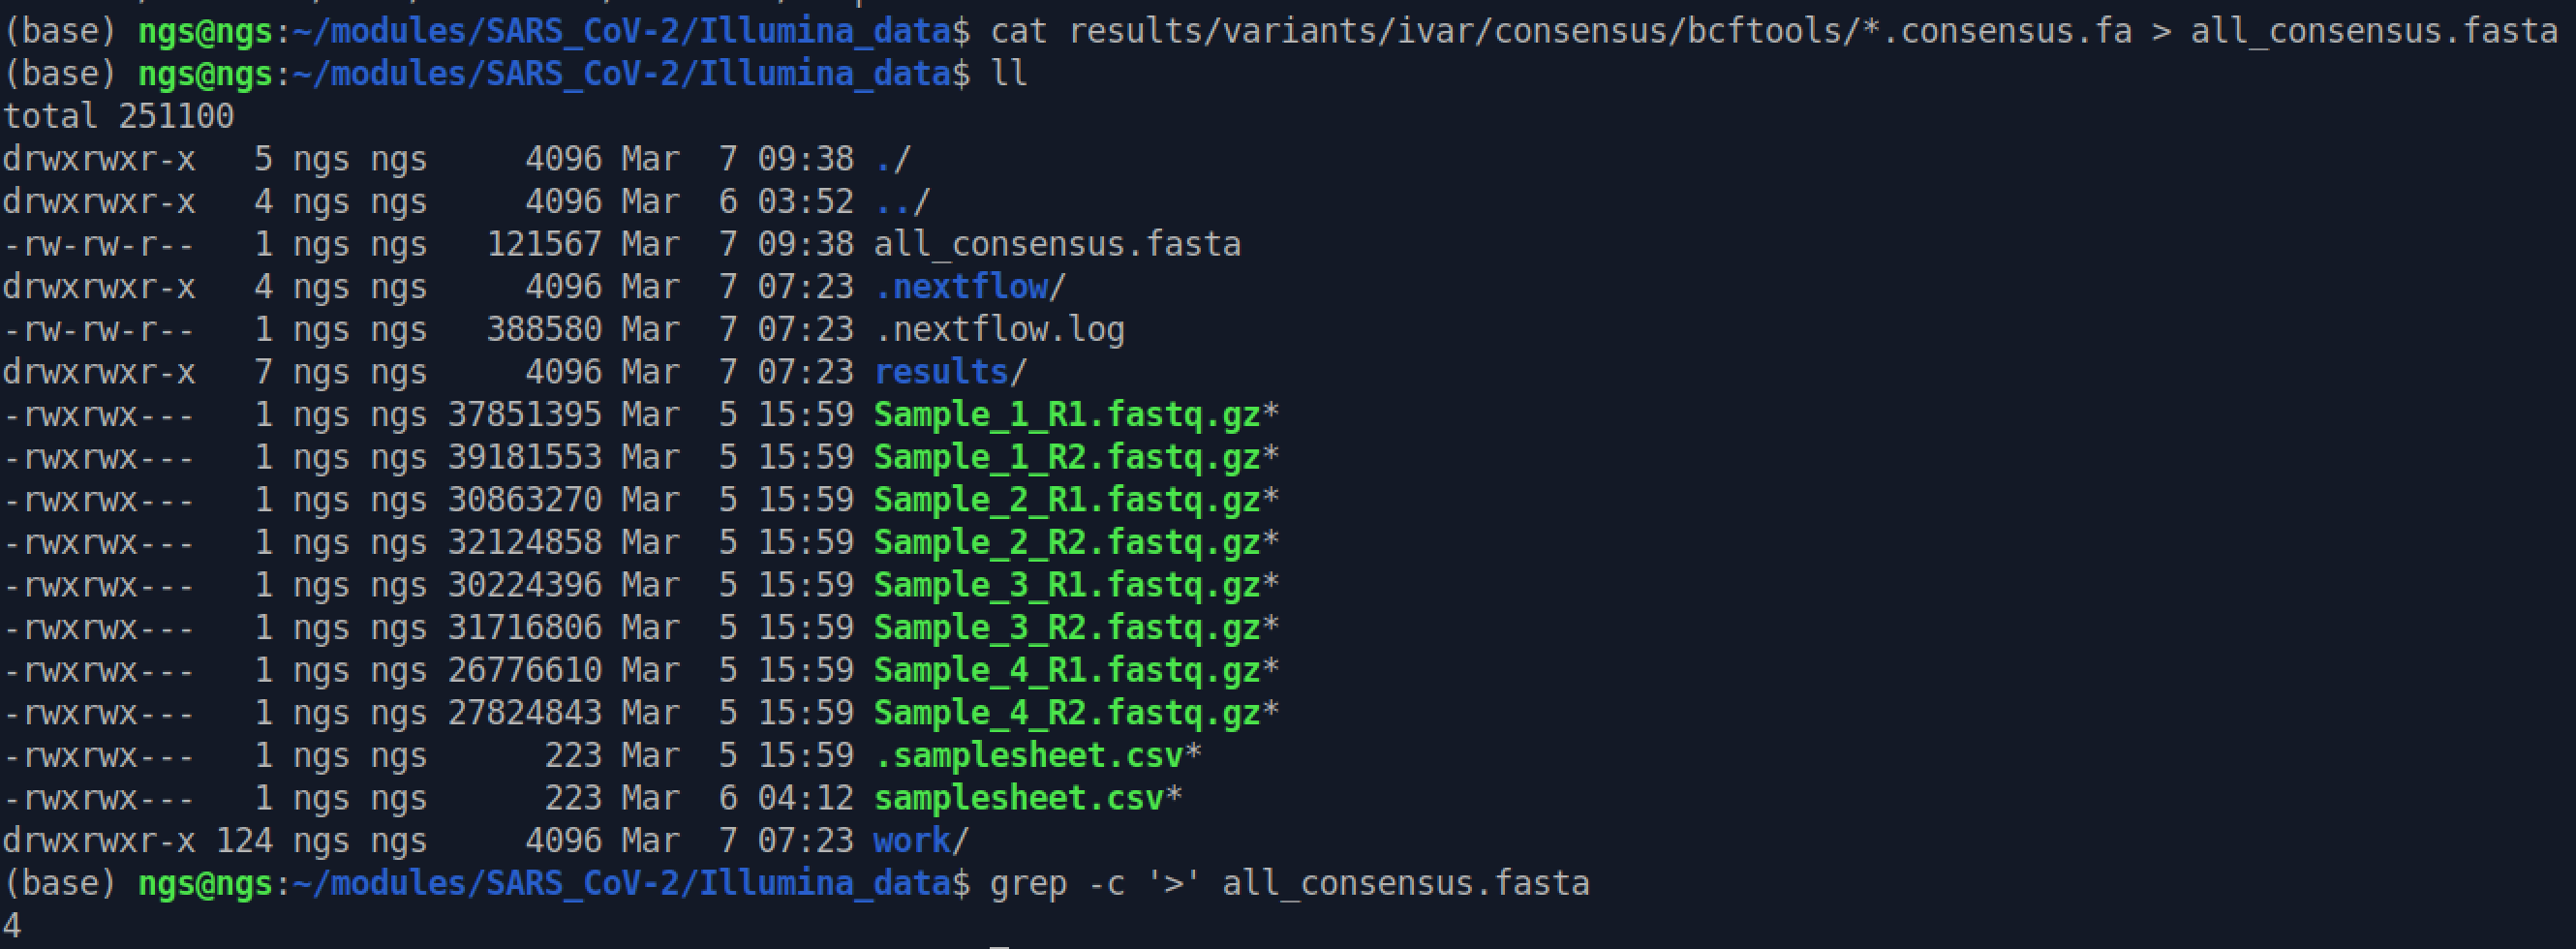 (base) ngs@ngs:~/modules/SARS_CoV-2/Illumina_data$ cat results/variants/ivar/consensus/bcftools/*.consensus.fa > all_consensus.fasta
(base) ngs@ngs:~/modules/SARS_CoV-2/Illumina_data$ ll
total 251100
drwxrwxr-x   5 ngs ngs     4096 Mar  7 09:38 ./
drwxrwxr-x   4 ngs ngs     4096 Mar  6 03:52 ../
-rw-rw-r--   1 ngs ngs   121567 Mar  7 09:38 all_consensus.fasta
drwxrwxr-x   4 ngs ngs     4096 Mar  7 07:23 .nextflow/
-rw-rw-r--   1 ngs ngs   388580 Mar  7 07:23 .nextflow.log
drwxrwxr-x   7 ngs ngs     4096 Mar  7 07:23 results/
-rwxrwx---   1 ngs ngs 37851395 Mar  5 15:59 Sample_1_R1.fastq.gz*
-rwxrwx---   1 ngs ngs 39181553 Mar  5 15:59 Sample_1_R2.fastq.gz*
-rwxrwx---   1 ngs ngs 30863270 Mar  5 15:59 Sample_2_R1.fastq.gz*
-rwxrwx---   1 ngs ngs 32124858 Mar  5 15:59 Sample_2_R2.fastq.gz*
-rwxrwx---   1 ngs ngs 30224396 Mar  5 15:59 Sample_3_R1.fastq.gz*
-rwxrwx---   1 ngs ngs 31716806 Mar  5 15:59 Sample_3_R2.fastq.gz*
-rwxrwx---   1 ngs ngs 26776610 Mar  5 15:59 Sample_4_R1.fastq.gz*
-rwxrwx---   1 ngs ngs 27824843 Mar  5 15:59 Sample_4_R2.fastq.gz*
-rwxrwx---   1 ngs ngs      223 Mar  5 15:59 .samplesheet.csv*
-rwxrwx---   1 ngs ngs      223 Mar  6 04:12 samplesheet.csv*
drwxrwxr-x 124 ngs ngs     4096 Mar  7 07:23 work/
(base) ngs@ngs:~/modules/SARS_CoV-2/Illumina_data$ grep -c '>' all_consensus.fasta
4